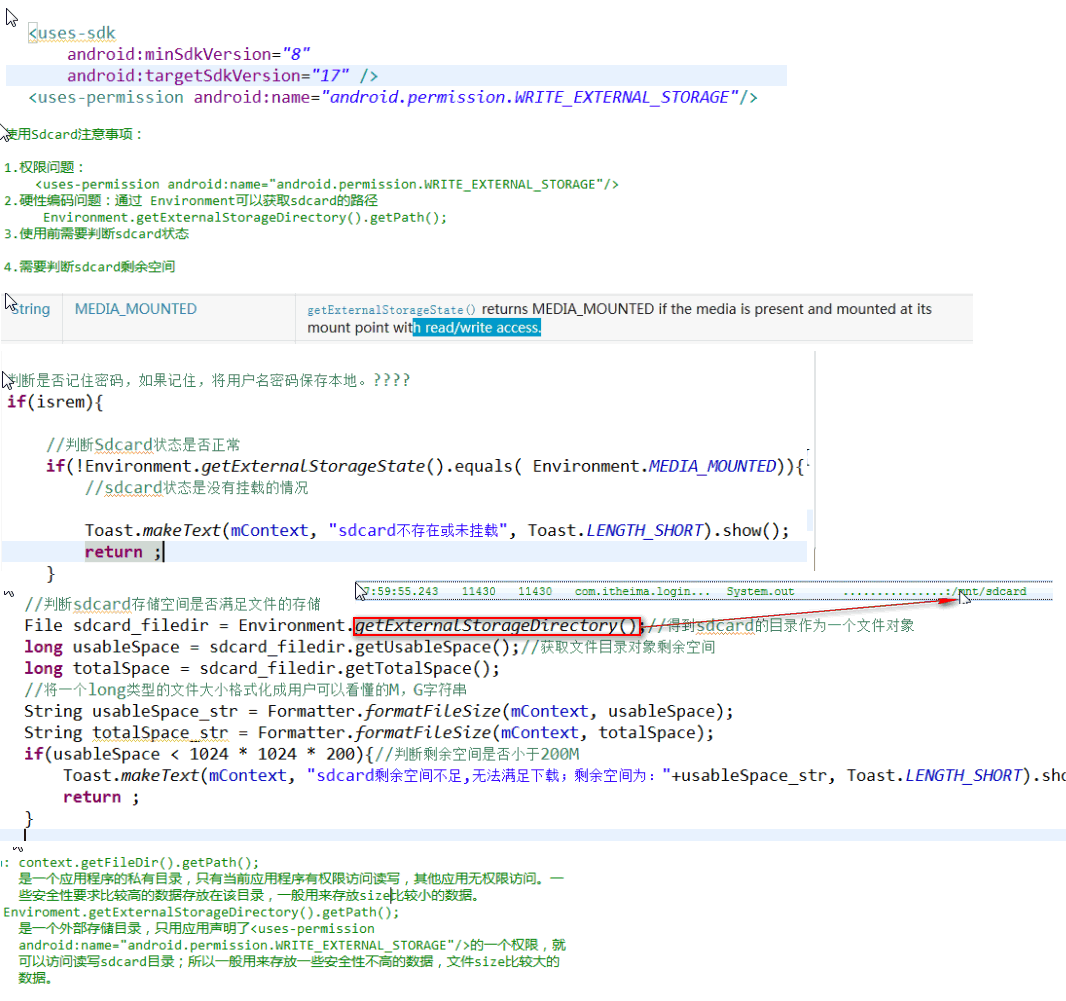 <uses-sdk
android:minSdkVersion="8"
android:targetSdkVersion="17" />
<uses-permission android:name="android.permission.WRITE_EXTERNAL_STORAGE"/>
使用Sdcard注意事项：
1.权限问题：
<uses-permission android:name="android.permission.WRITE_EXTERNAL_STORAGE"/>
2.硬性编码问题：通过 Environment可以获取sdcard的路径
Environment.getExternalStorageDirectory().getPath();
3.使用前需要判断sdcard状态
4.需要判断sdcard剩余空间
String MEDIA_MOUNTED getExternalStorageState() returns MEDIA_MOUNTED if the media is present and mounted at its
mount point with read/write access.
判断是否记住密码，如果记住，将用户名密码保存本地。????
if(isrem){
//判断Sdcard状态是否正常
if(!Environment.getExternalStorageState().equals( Environment.MEDIA_MOUNTED)){
//sdcard状态是没有挂载的情况
Toast.makeText(mContext, "sdcard不存在或未挂载", Toast.LENGTH_SHORT).show();
return ;
}
7:59:55.243 11430 11430 com.itheima.login... System.out ...............:/mnt/sdcard
//判断sdcard存储空间是否满足文件的存储
File sdcard_filedir = Environment.getExternalStorageDirectory();//得到sdcard的目录作为一个文件对象
long usableSpace = sdcard_filedir.getUsableSpace();//获取文件目录对象剩余空间
long totalSpace = sdcard_filedir.getTotalSpace();
//将一个long类型的文件大小格式化成用户可以看懂的M，G字符串
String usableSpace_str = Formatter.formatFileSize(mContext, usableSpace);
String totalSpace_str = Formatter.formatFileSize(mContext, totalSpace);
if(usableSpace < 1024 * 1024 * 200){//判断剩余空间是否小于200M
Toast.makeText(mContext, "sdcard剩余空间不足,无法满足下载；剩余空间为："+usableSpace_str, Toast.LENGTH_SHORT).sho
return ;
}
: context.getFileDir().getPath();
是一个应用程序的私有目录，只有当前应用程序有权限访问读写，其他应用无权限访问。一
些安全性要求比较高的数据存放在该目录，一般用来存放size比较小的数据。
Enviroment.getExternalStorageDirectory().getPath();
是一个外部存储目录，只用应用声明了<uses-permission
android:name="android.permission.WRITE_EXTERNAL_STORAGE"/>的一个权限，就
可以访问读写sdcard目录；所以一般用来存放一些安全性不高的数据，文件size比较大的
数据。